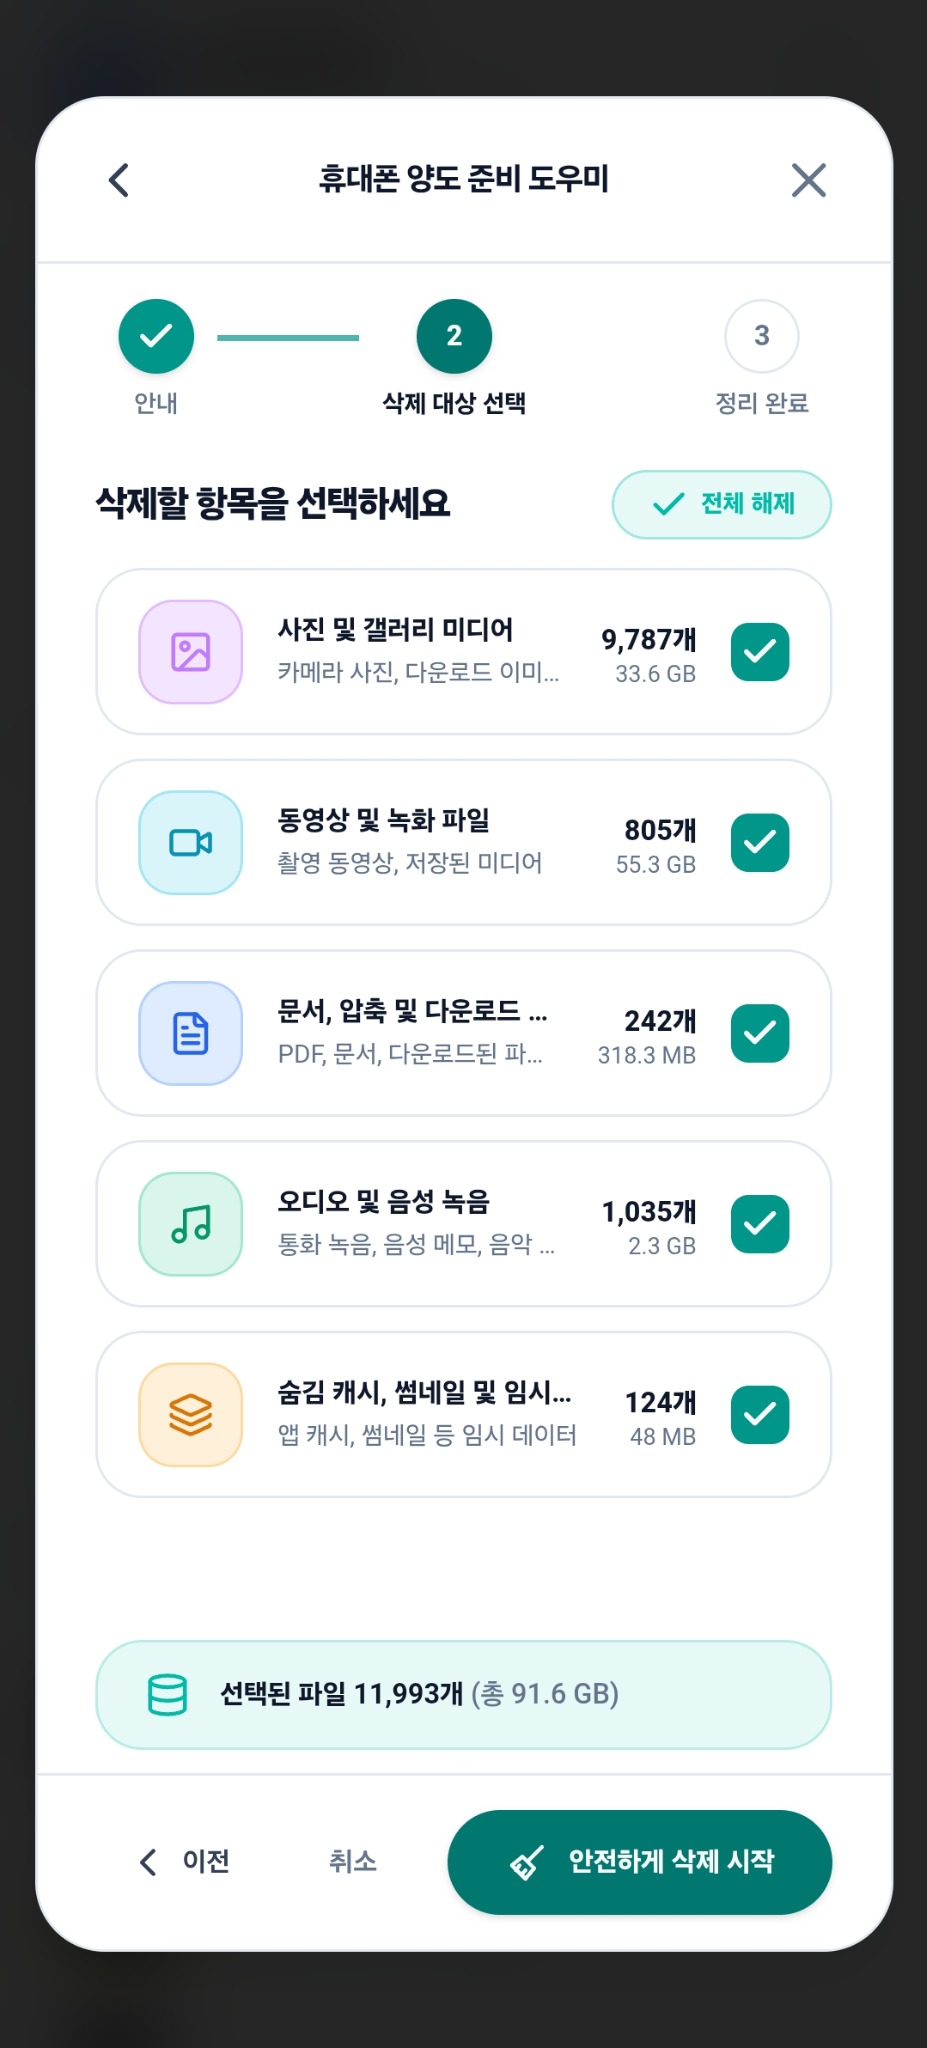 휴대폰 양도 준비 도우미
2
3
안내
삭제 대상 선택
정리 완료
삭제할 항목을 선택하세요
전체 해제
사진 및 갤러리 미디어
카메라 사진, 다운로드 이미...
9,787개
33.6 GB
동영상 및 녹화 파일
촬영 동영상, 저장된 미디어
805개
55.3 GB
문서, 압축 및 다운로드 ...
PDF, 문서, 다운로드된 파...
242개
318.3 MB
오디오 및 음성 녹음
통화 녹음, 음성 메모, 음악 ...
1,035개
2.3 GB
숨김 캐시, 썸네일 및 임시...
앱 캐시, 썸네일 등 임시 데이터
124개
48 MB
선택된 파일 11,993개 (총 91.6 GB)
이전
취소
안전하게 삭제 시작